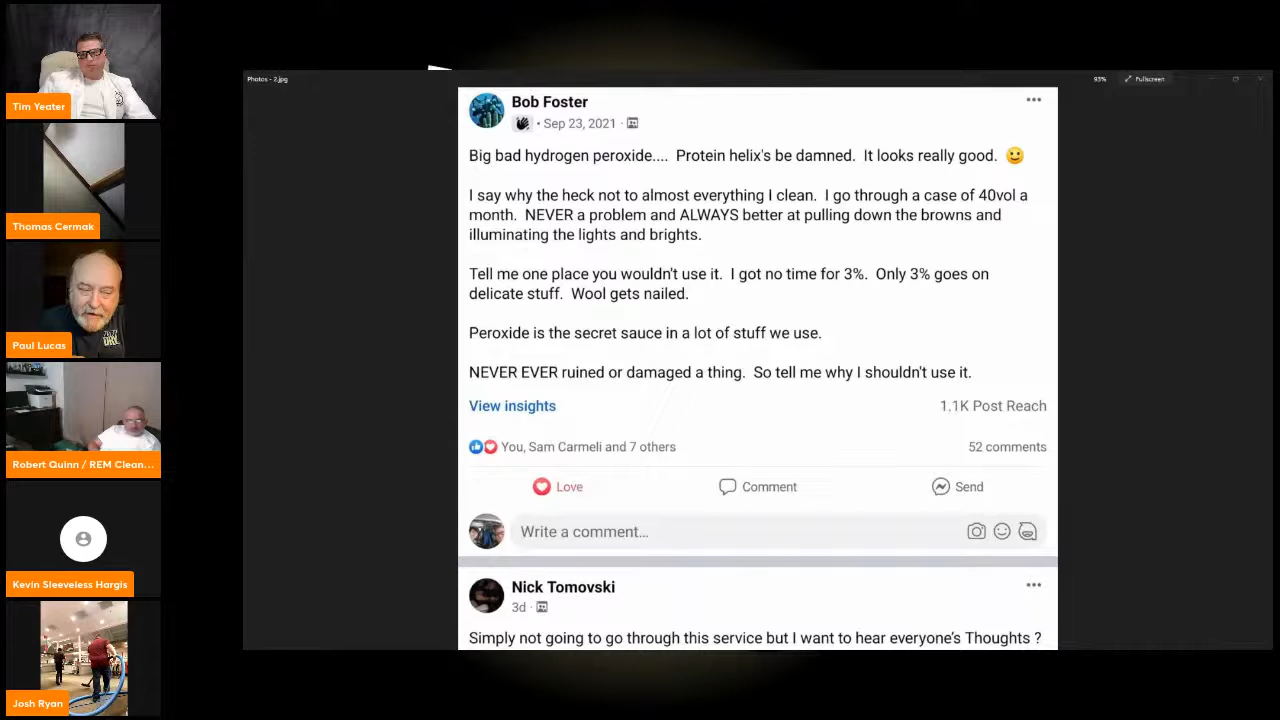 Tim Yeater
Thomas Cermak
Paul Lucas
Robert Quinn / REM Clean...
Kevin Sleeveless Hargis
Josh Ryan
Photos - 2.jpg
93%
Fullscreen
Bob Foster
• Sep 23, 2021 ·
Big bad hydrogen peroxide.... Protein helix's be damned. It looks really good. 🙂
I say why the heck not to almost everything I clean. I go through a case of 40vol a
month. NEVER a problem and ALWAYS better at pulling down the browns and
illuminating the lights and brights.
Tell me one place you wouldn't use it. I got no time for 3%. Only 3% goes on
delicate stuff. Wool gets nailed.
Peroxide is the secret sauce in a lot of stuff we use.
NEVER EVER ruined or damaged a thing. So tell me why I shouldn't use it.
View insights
1.1K Post Reach
You, Sam Carmeli and 7 others
52 comments
Love
Comment
Send
Write a comment...
Nick Tomovski
3d ·
Simply not going to go through this service but I want to hear everyone's Thoughts ?